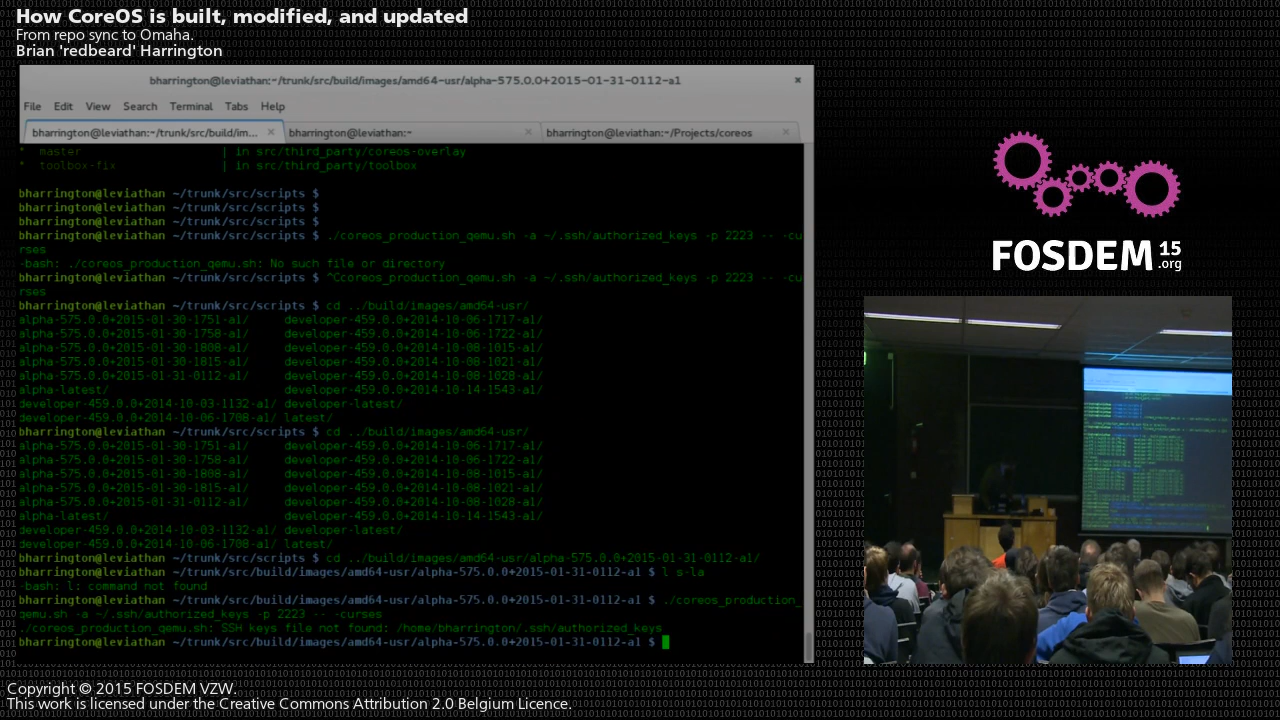 How CoreOS is built, modified, and updated
From repo sync to Omaha.
Brian 'redbeard' Harrington
bharrington@leviathan:~/trunk/src/build/images/amd64-usr/alpha-575.0.0+2015-01-31-0112-a1
File Edit View Search Terminal Tabs Help
bharrington@leviathan:~/trunk/src/build/im... × bharrington@leviathan:~ × bharrington@leviathan:~/Projects/coreos ×
* master | in src/third_party/coreos-overlay
* toolbox-fix | in src/third_party/toolbox
bharrington@leviathan ~/trunk/src/scripts $
bharrington@leviathan ~/trunk/src/scripts $
bharrington@leviathan ~/trunk/src/scripts $
bharrington@leviathan ~/trunk/src/scripts $ ./coreos_production_qemu.sh -a ~/.ssh/authorized_keys -p 2223 -- -cu
rses
-bash: ./coreos_production_qemu.sh: No such file or directory
bharrington@leviathan ~/trunk/src/scripts $ ^Ccoreos_production_qemu.sh -a ~/.ssh/authorized_keys -p 2223 -- -cu
rses
bharrington@leviathan ~/trunk/src/scripts $ cd ../build/images/amd64-usr/
alpha-575.0.0+2015-01-30-1751-a1/ developer-459.0.0+2014-10-06-1717-a1/
alpha-575.0.0+2015-01-30-1758-a1/ developer-459.0.0+2014-10-06-1722-a1/
alpha-575.0.0+2015-01-30-1808-a1/ developer-459.0.0+2014-10-08-1015-a1/
alpha-575.0.0+2015-01-30-1815-a1/ developer-459.0.0+2014-10-08-1021-a1/
alpha-575.0.0+2015-01-31-0112-a1/ developer-459.0.0+2014-10-08-1028-a1/
alpha-latest/ developer-459.0.0+2014-10-14-1543-a1/
developer-459.0.0+2014-10-03-1132-a1/ developer-latest/
developer-459.0.0+2014-10-06-1708-a1/ latest/
bharrington@leviathan ~/trunk/src/scripts $ cd ../build/images/amd64-usr/
alpha-575.0.0+2015-01-30-1751-a1/ developer-459.0.0+2014-10-06-1717-a1/
alpha-575.0.0+2015-01-30-1758-a1/ developer-459.0.0+2014-10-06-1722-a1/
alpha-575.0.0+2015-01-30-1808-a1/ developer-459.0.0+2014-10-08-1015-a1/
alpha-575.0.0+2015-01-30-1815-a1/ developer-459.0.0+2014-10-08-1021-a1/
alpha-575.0.0+2015-01-31-0112-a1/ developer-459.0.0+2014-10-08-1028-a1/
alpha-latest/ developer-459.0.0+2014-10-14-1543-a1/
developer-459.0.0+2014-10-03-1132-a1/ developer-latest/
developer-459.0.0+2014-10-06-1708-a1/ latest/
bharrington@leviathan ~/trunk/src/scripts $ cd ../build/images/amd64-usr/alpha-575.0.0+2015-01-31-0112-a1/
bharrington@leviathan ~/trunk/src/build/images/amd64-usr/alpha-575.0.0+2015-01-31-0112-a1 $ l s-la
-bash: l: command not found
bharrington@leviathan ~/trunk/src/build/images/amd64-usr/alpha-575.0.0+2015-01-31-0112-a1 $ ./coreos_production_
qemu.sh -a ~/.ssh/authorized_keys -p 2223 -- -curses
./coreos_production_qemu.sh: SSH keys file not found: /home/bharrington/.ssh/authorized_keys
bharrington@leviathan ~/trunk/src/build/images/amd64-usr/alpha-575.0.0+2015-01-31-0112-a1 $
FOSDEM 15 .org
Copyright © 2015 FOSDEM VZW.
This work is licensed under the Creative Commons Attribution 2.0 Belgium Licence.